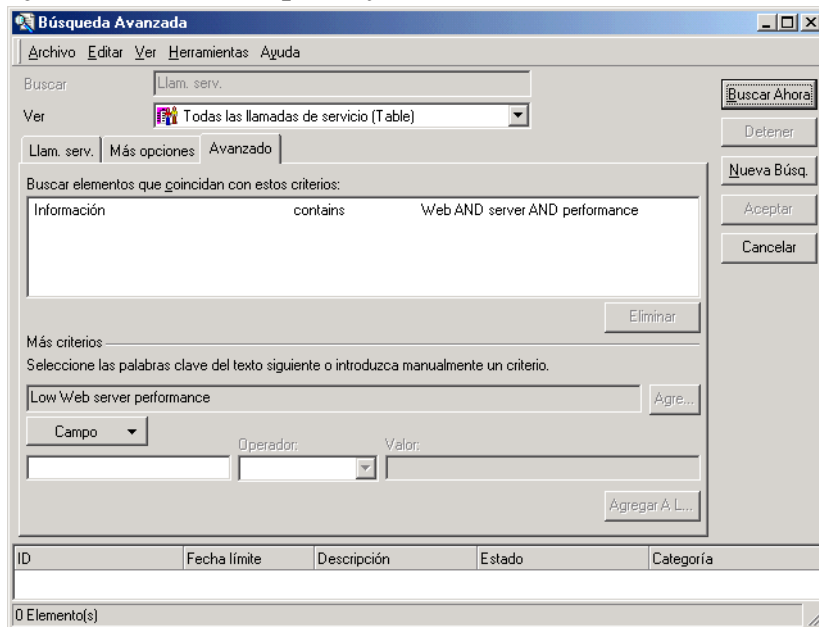 Búsqueda Avanzada
Archivo Editar Ver Herramientas Ayuda
Buscar Llam. serv.
Ver Todas las llamadas de servicio (Table)
Buscar Ahora
Detener
Nueva Búsq.
Aceptar
Cancelar
Llam. serv. Más opciones Avanzado
Buscar elementos que coincidan con estos criterios:
Información contains Web AND server AND performance
Eliminar
Más criterios
Seleccione las palabras clave del texto siguiente o introduzca manualmente un criterio.
Low Web server performance Agre...
Campo Operador: Valor:
Agregar A L...
ID Fecha límite Descripción Estado Categoría
0 Elemento(s)